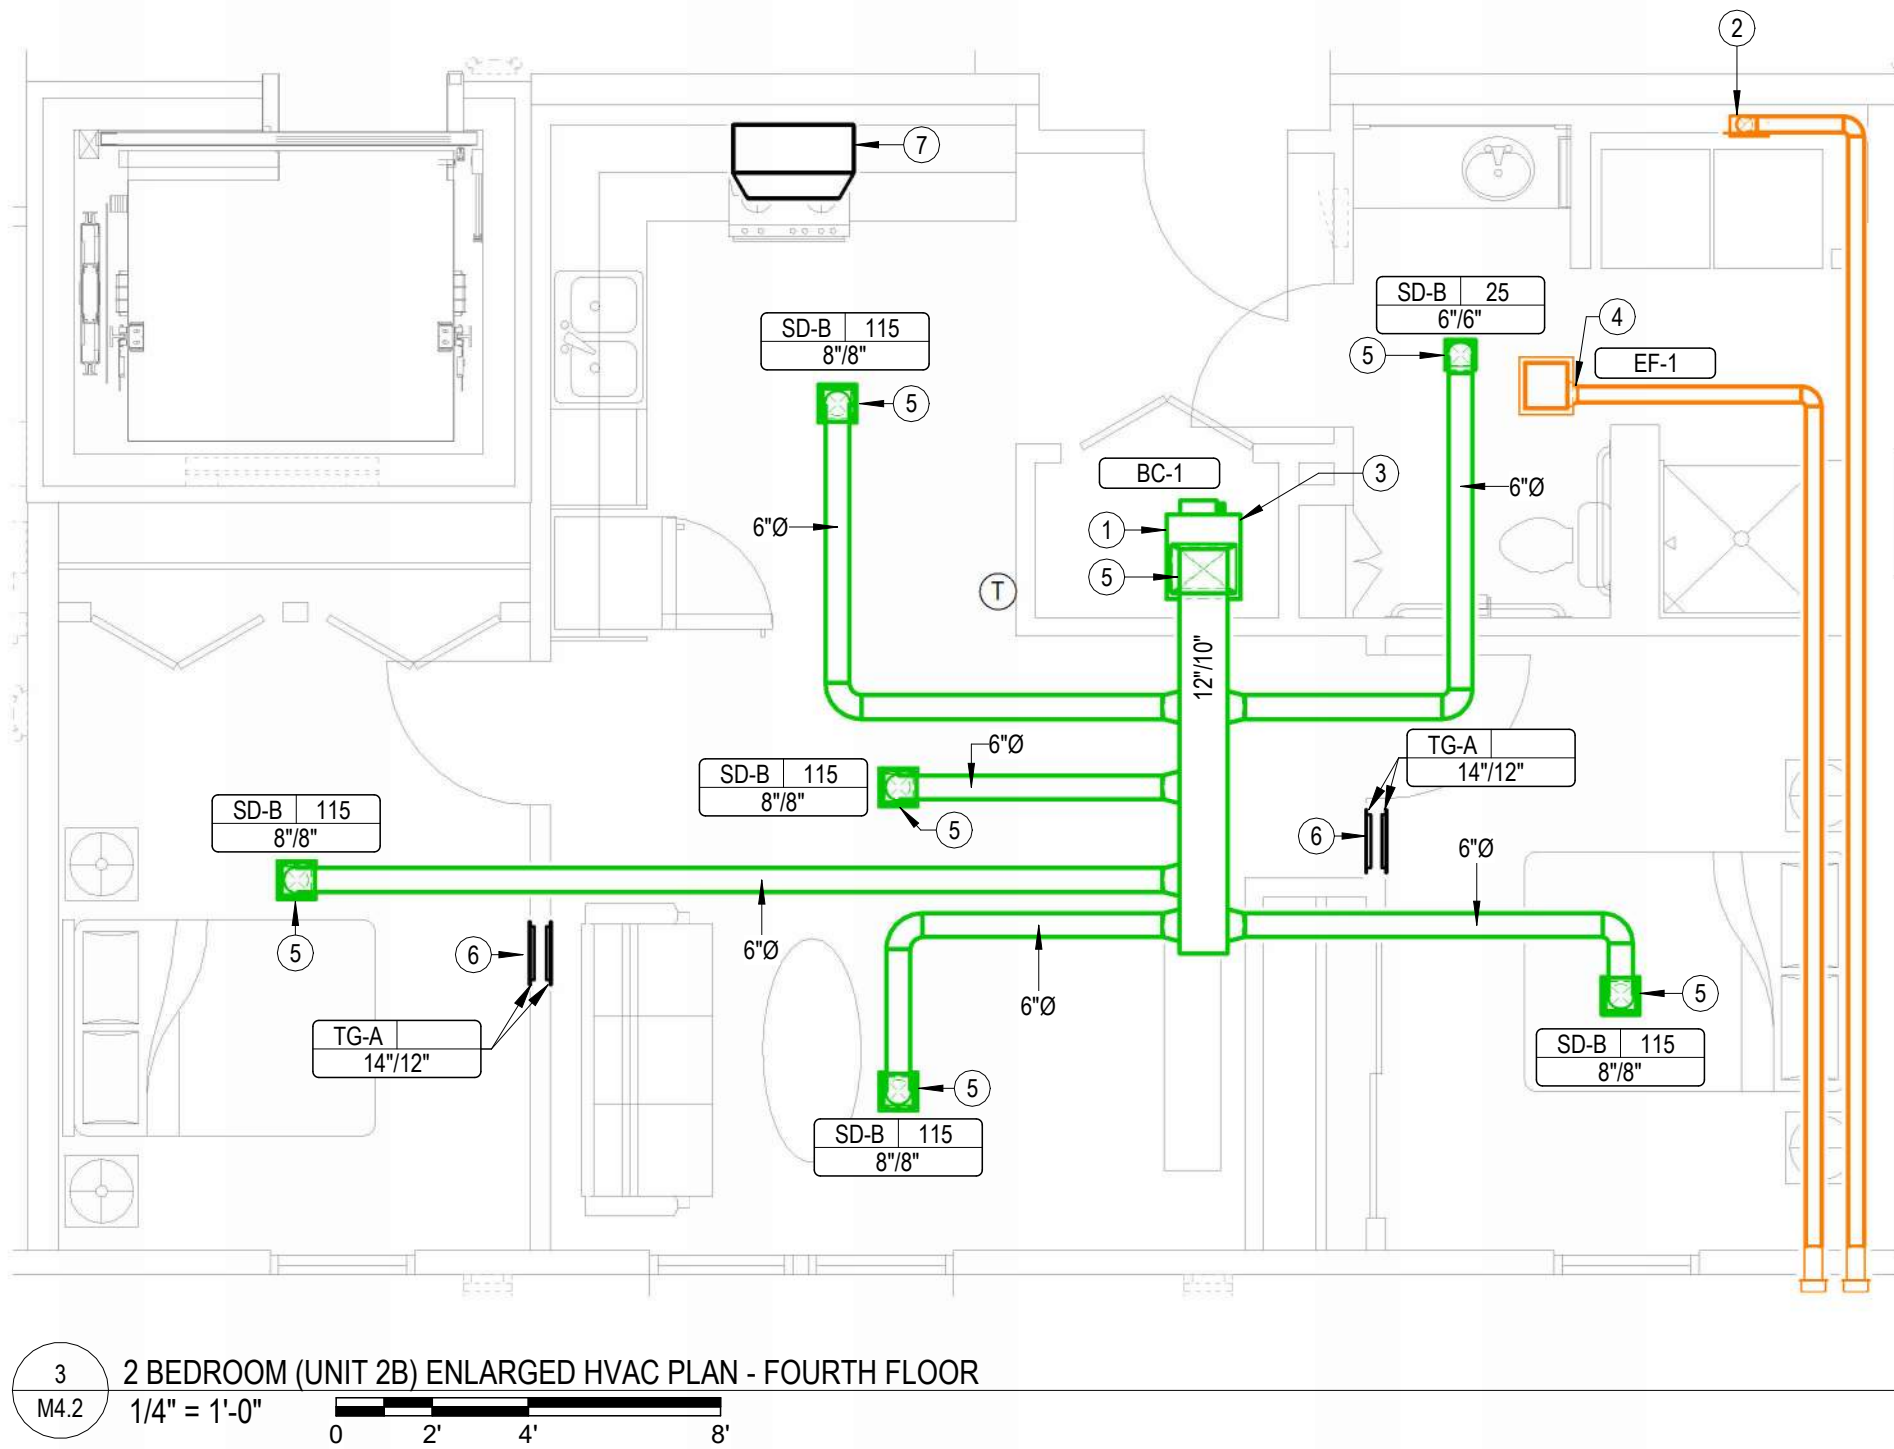 2
7
SD-B 25
6"/6"
SD-B 115
8"/8"
4
5
EF-1
5
BC-1
3
6"Ø
6"Ø
1
5
T
12"/10"
6"Ø
TG-A
14"/12"
SD-B 115
8"/8"
SD-B 115
8"/8"
5
6
6"Ø
5
6
6"Ø
6"Ø
5
TG-A
14"/12"
SD-B 115
8"/8"
5
SD-B 115
8"/8"
3
M4.2
2 BEDROOM (UNIT 2B) ENLARGED HVAC PLAN - FOURTH FLOOR
1/4" = 1'-0"
0 2' 4' 8'